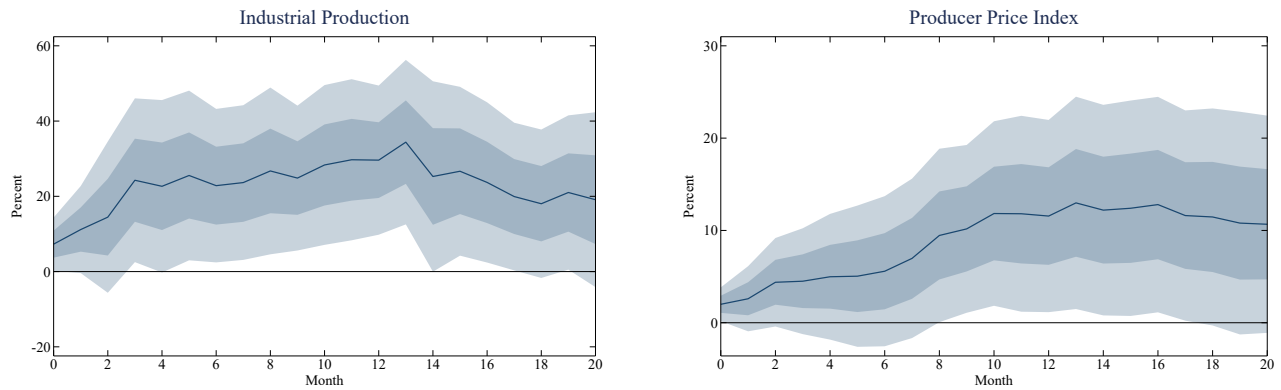 Industrial Production
60
40
20
0
-20
Percent
0 2 4 6 8 10 12 14 16 18 20
Month
Producer Price Index
30
20
10
0
Percent
0 2 4 6 8 10 12 14 16 18 20
Month